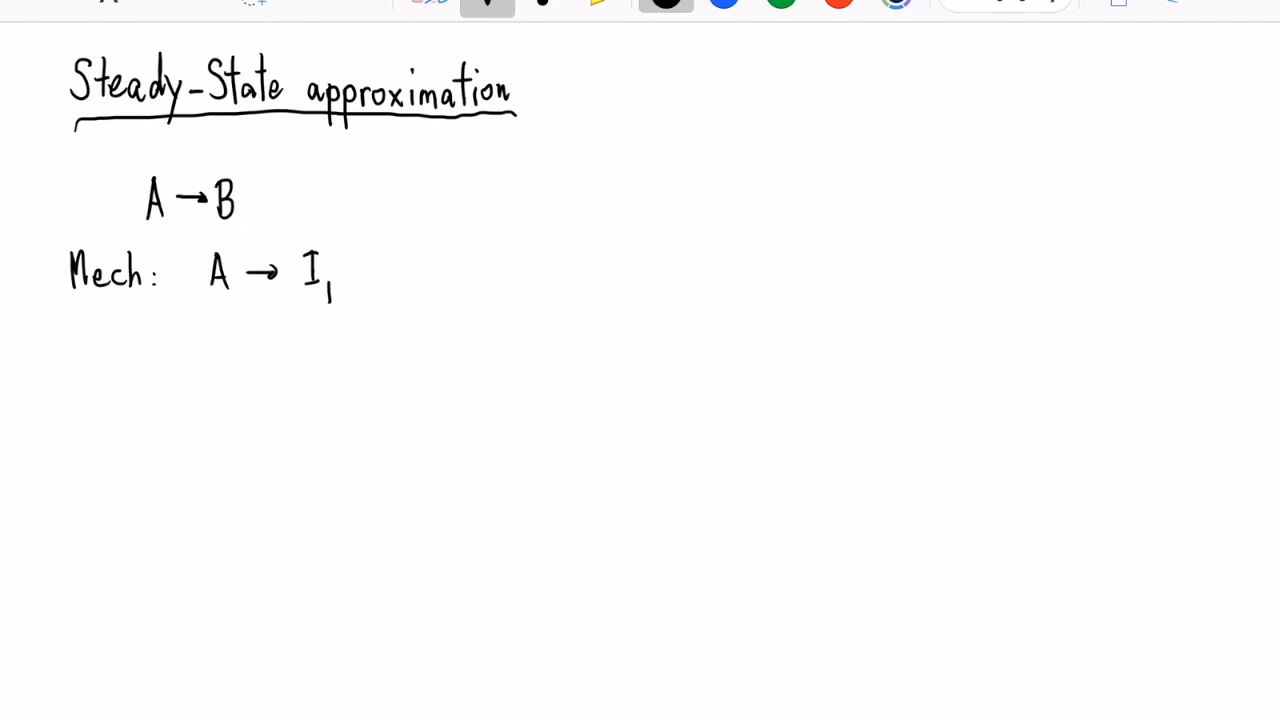 Steady-State approximation
A → B
Mech: A → I₁